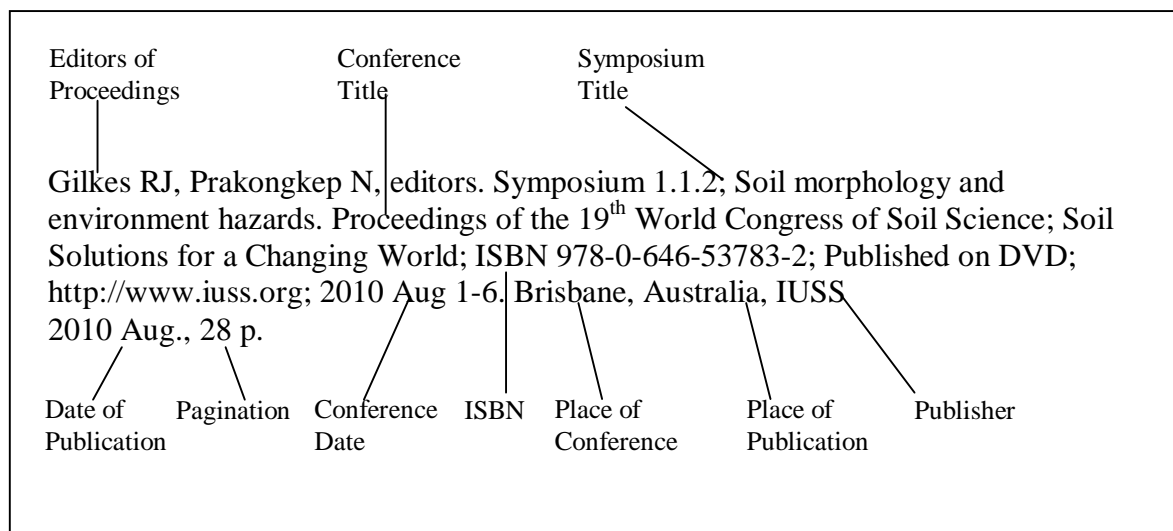 Editors of Conference Symposium
Proceedings Title Title
Gilkes RJ, Prakongkep N, editors. Symposium 1.1.2; Soil morphology and
environment hazards. Proceedings of the 19th World Congress of Soil Science; Soil
Solutions for a Changing World; ISBN 978-0-646-53783-2; Published on DVD;
http://www.iuss.org; 2010 Aug 1-6. Brisbane, Australia, IUSS
2010 Aug., 28 p.
Date of Pagination Conference ISBN Place of Place of Publisher
Publication Date Conference Publication